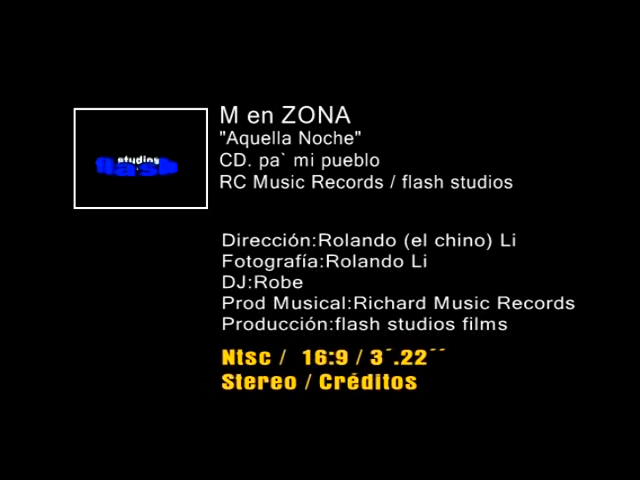 studios
flash
M en ZONA
"Aquella Noche"
CD. pa` mi pueblo
RC Music Records / flash studios
Dirección:Rolando (el chino) Li
Fotografía:Rolando Li
DJ:Robe
Prod Musical:Richard Music Records
Producción:flash studios films
Ntsc / 16:9 / 3´.22´´
Stereo / Créditos